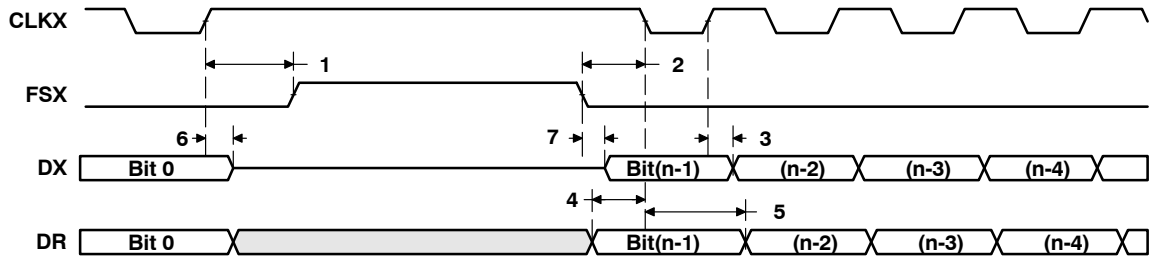 CLKX
1 2
FSX
6 7 3
DX Bit 0 Bit(n-1) (n-2) (n-3) (n-4)
4 5
DR Bit 0 Bit(n-1) (n-2) (n-3) (n-4)